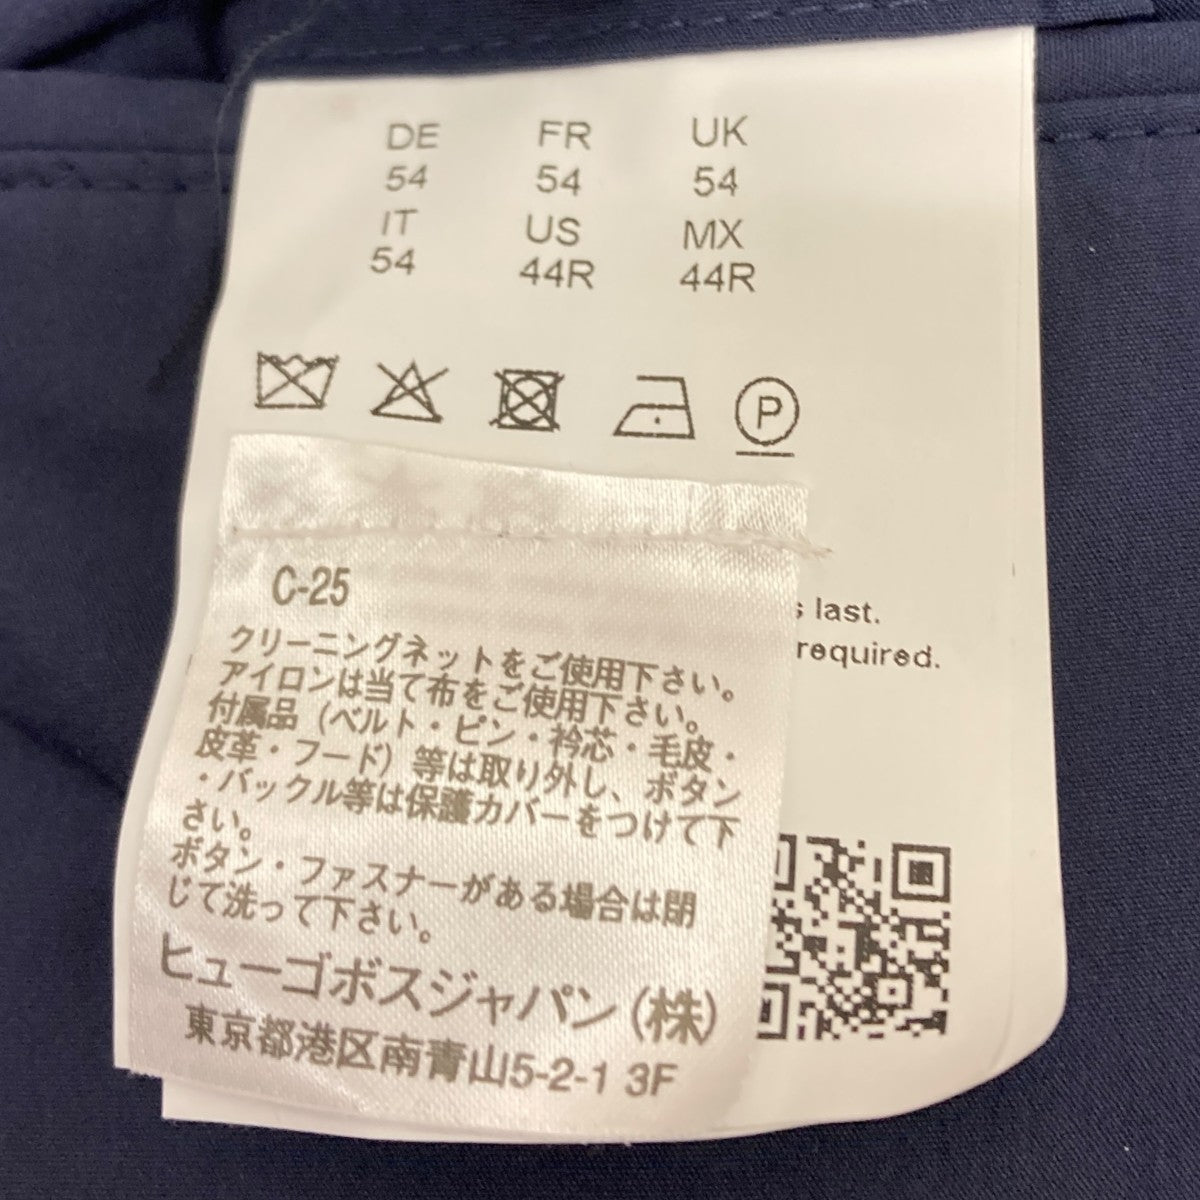 DE FR UK
54 54 54
IT US MX
54 44R 44R
P
last.
required.
C-25
クリーニングネットをご使用下さい。
アイロンは当て布をご使用下さい。
付属品（ベルト・ピン・衿芯・毛皮・
皮革・フード）等は取り外し、ボタン
・バックル等は保護カバーをつけて下
さい。
ボタン・ファスナーがある場合は閉
じて洗って下さい。
ヒューゴボスジャパン(株)
東京都港区南青山5-2-1 3F